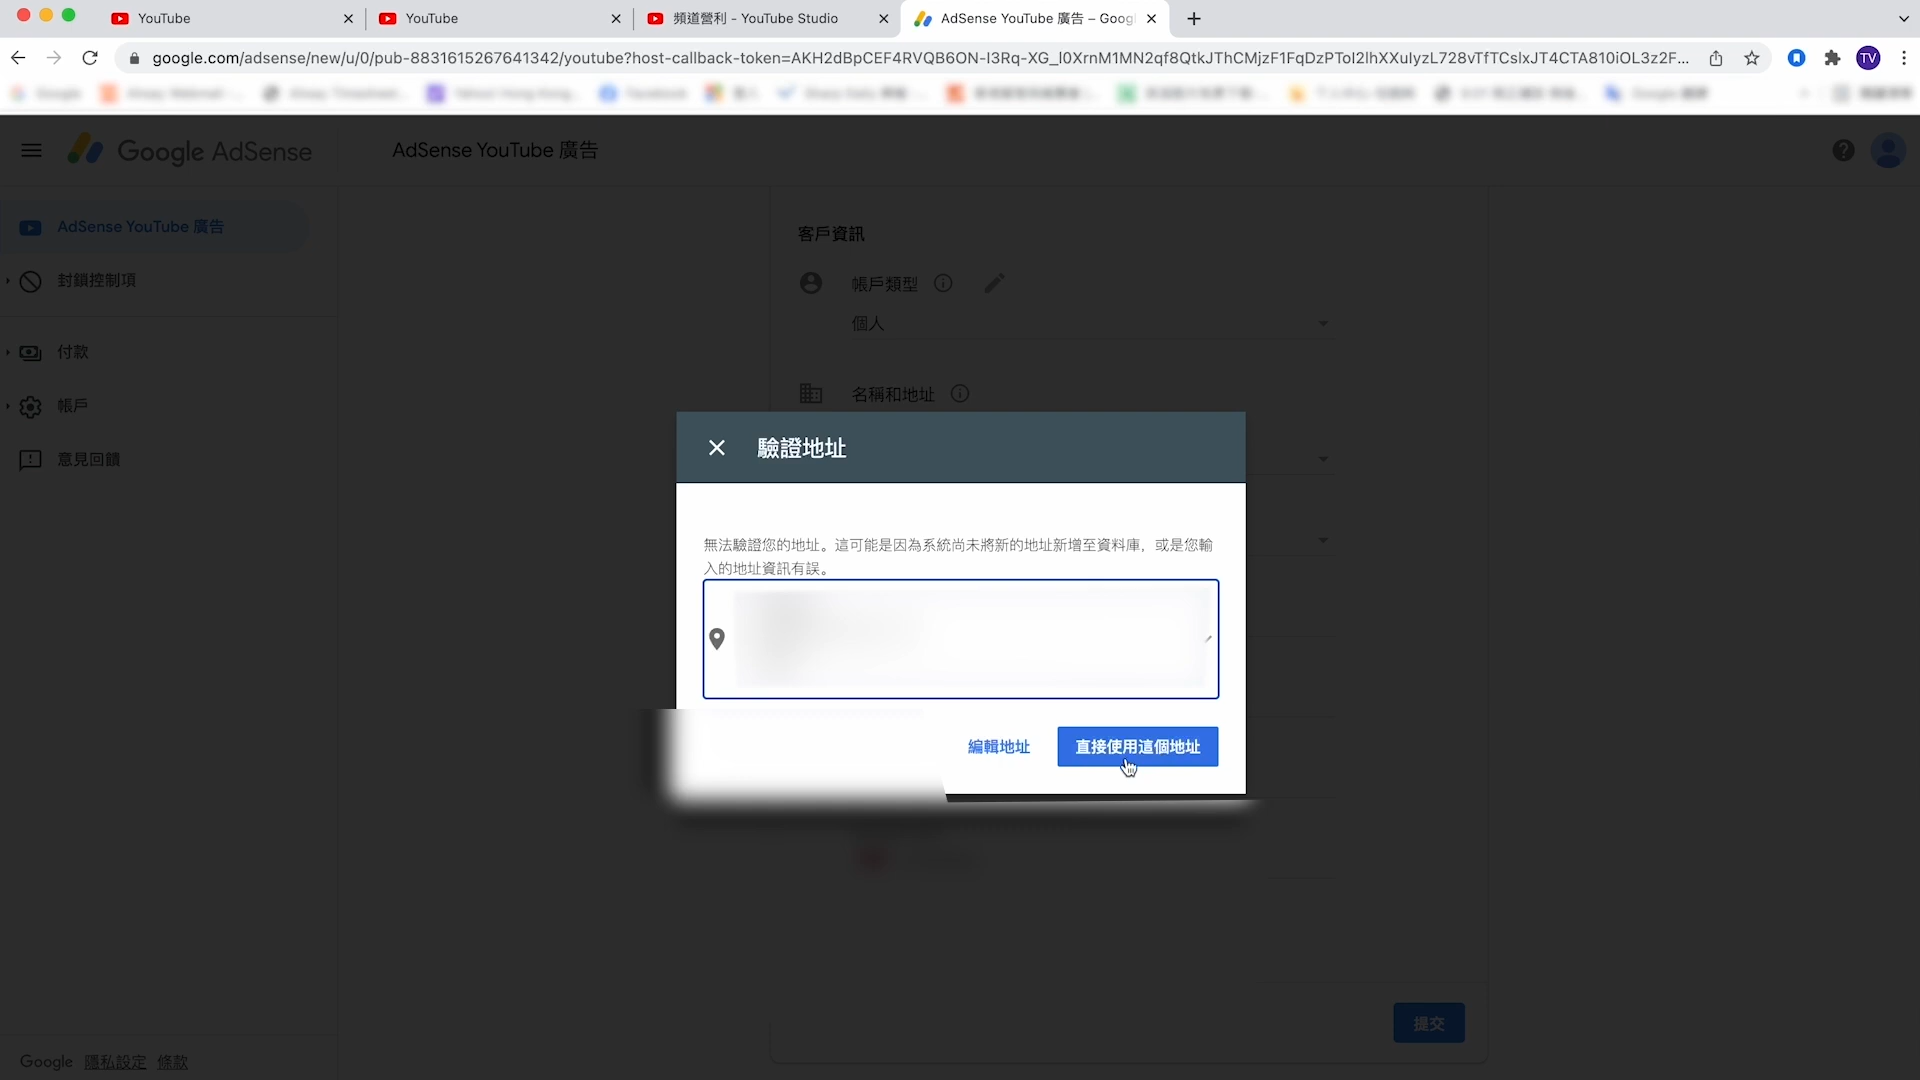 YouTube
YouTube
頻道營利 - YouTube Studio
AdSense YouTube 廣告 – Goog
google.com/adsense/new/u/0/pub-8831615267641342/youtube?host-callback-token=AKH2dBpCEF4RVQB6ON-I3Rq-XG_l0XrnM1MN2qf8QtkJThCMjzF1FqDzPToI2lhXXuIyzL728vTfTCslxJT4CTA810iOL3z2F...
TV
Google AdSense
AdSense YouTube 廣告
AdSense YouTube 廣告
封鎖控制項
付款
帳戶
意見回饋
客戶資訊
帳戶類型
個人
名稱和地址
驗證地址
無法驗證您的地址。這可能是因為系統尚未將新的地址新增至資料庫，或是您輸
入的地址資訊有誤。
編輯地址
直接使用這個地址
提交
Google 隱私設定 條款